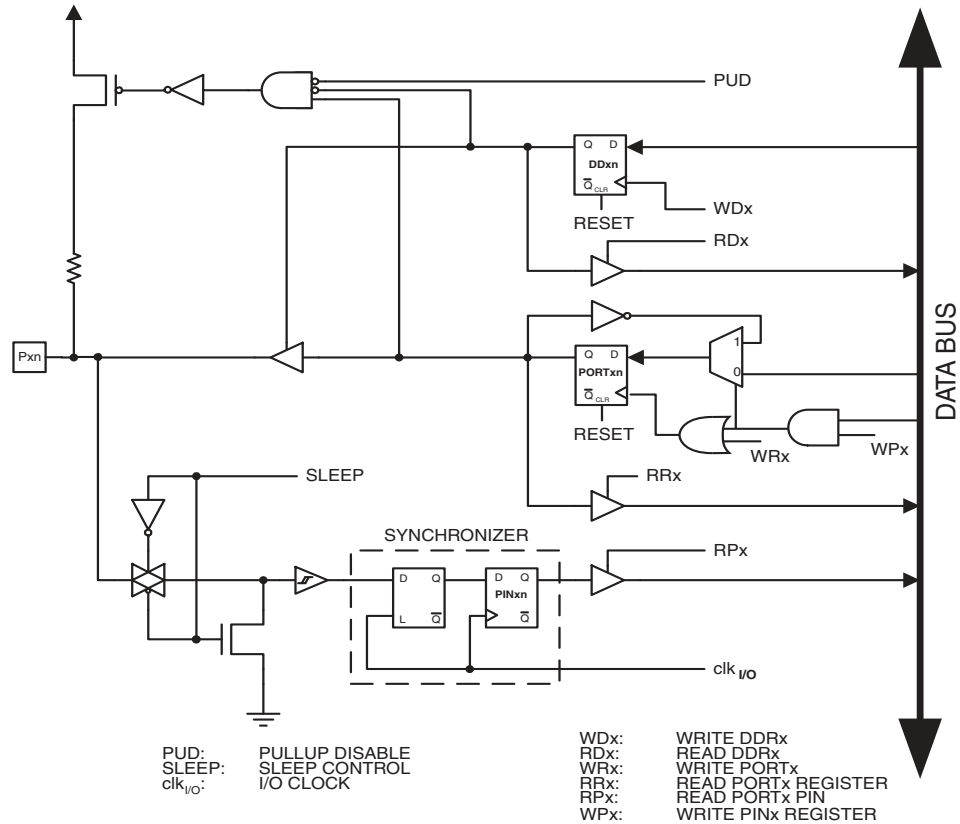 PUD
Q D
DDxn
Q CLR
WDx
RESET
RDx
Pxn
1
Q D
0
PORTxn
Q CLR
RESET
WRx
WPx
DATA BUS
SLEEP
RRx
SYNCHRONIZER
RPx
D Q
D Q
PINxn
L Q
Q
clk I/O
PUD: PULLUP DISABLE
SLEEP: SLEEP CONTROL
clkI/O: I/O CLOCK
WDx: WRITE DDRx
RDx: READ DDRx
WRx: WRITE PORTx
RRx: READ PORTx REGISTER
RPx: READ PORTx PIN
WPx: WRITE PINx REGISTER